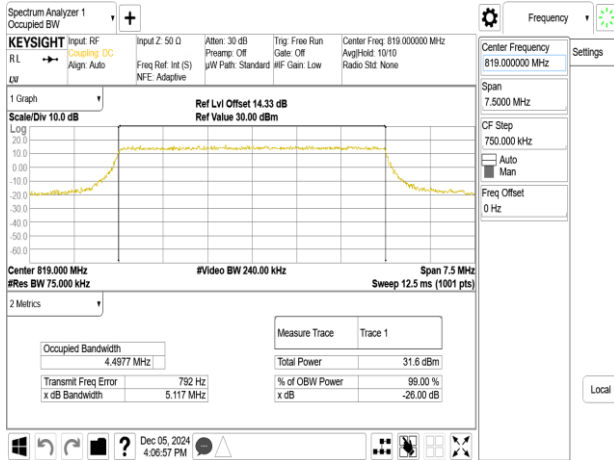 Spectrum Analyzer 1
Occupied BW
Frequency
KEYSIGHT
RL
Input: RF
Coupling: DC
Align: Auto
Input Z: 50 Ω
Freq Ref: Int (S)
NFE: Adaptive
Atten: 30 dB
Preamp: Off
µW Path: Standard
Trig: Free Run
Gate: Off
#IF Gain: Low
Center Freq: 819.000000 MHz
Avg|Hold: 10/10
Radio Std: None
Center Frequency
819.000000 MHz
Settings
Span
7.5000 MHz
CF Step
750.000 kHz
Auto
Man
Freq Offset
0 Hz
Local
1 Graph
Scale/Div 10.0 dB
Ref Lvl Offset 14.33 dB
Ref Value 30.00 dBm
Log
20.0
10.0
0.00
-10.0
-20.0
-30.0
-40.0
-50.0
-60.0
Center 819.000 MHz
#Video BW 240.00 kHz
Span 7.5 MHz
#Res BW 75.000 kHz
Sweep 12.5 ms (1001 pts)
2 Metrics
Measure Trace Trace 1
Occupied Bandwidth
4.4977 MHz
Total Power 31.6 dBm
Transmit Freq Error 792 Hz
% of OBW Power 99.00 %
x dB Bandwidth 5.117 MHz
x dB -26.00 dB
?
Dec 05, 2024
4:06:57 PM